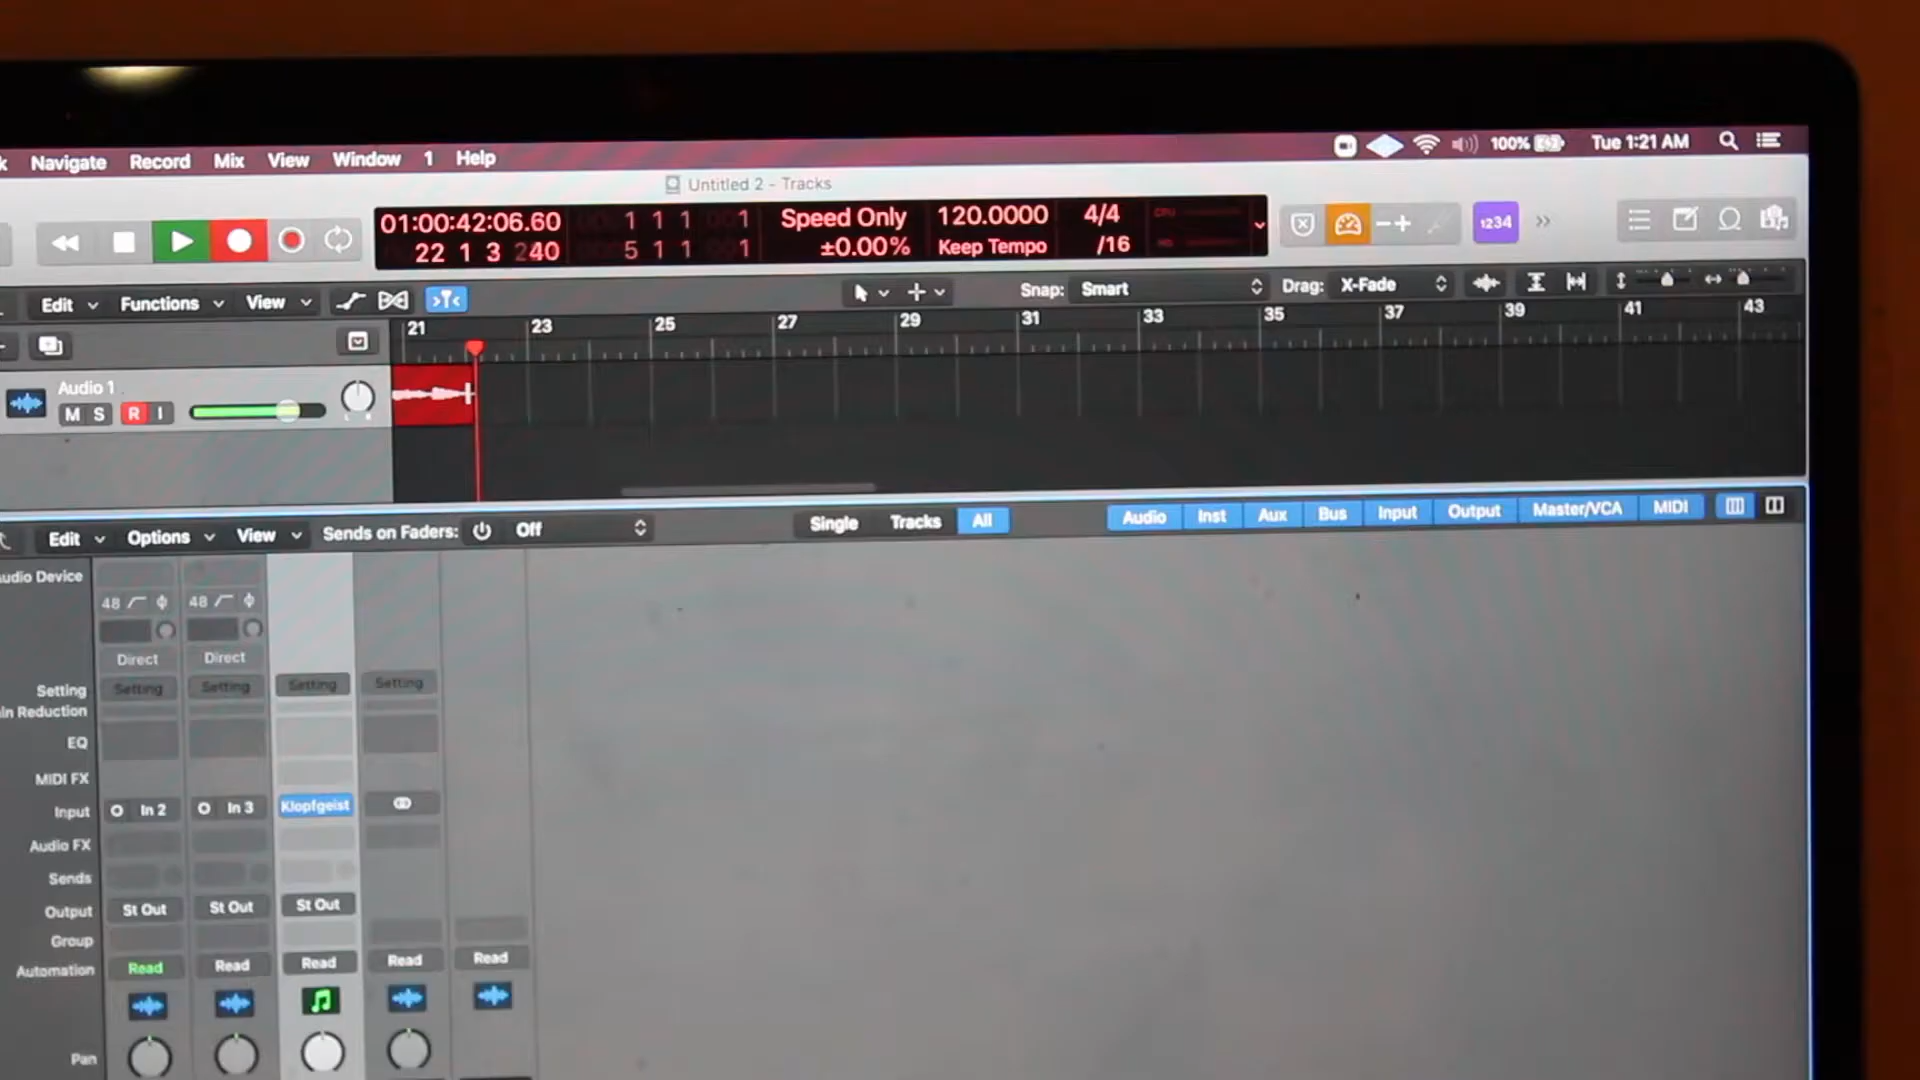 Navigate Record Mix View Window 1 Help 100% Tue 1:21 AM
Untitled 2 - Tracks
01:00:42:06.60 1 1 1 1 Speed Only 120.0000 4/4 CPU
22 1 3 240 5 1 1 1 ±0.00% Keep Tempo /16 HD
1234
Edit Functions View Snap: Smart Drag: X-Fade
21 23 25 27 29 31 33 35 37 39 41 43
Audio 1
M S R I
Edit Options View Sends on Faders: Off Single Tracks All Audio Inst Aux Bus Input Output Master/VCA MIDI
Audio Device
48 48
Direct Direct
Setting Setting Setting Setting Setting
in Reduction
EQ
MIDI FX
Input In 2 In 3 Klopfgeist
Audio FX
Sends
Output St Out St Out St Out
Group
Automation Read Read Read Read Read
Pan